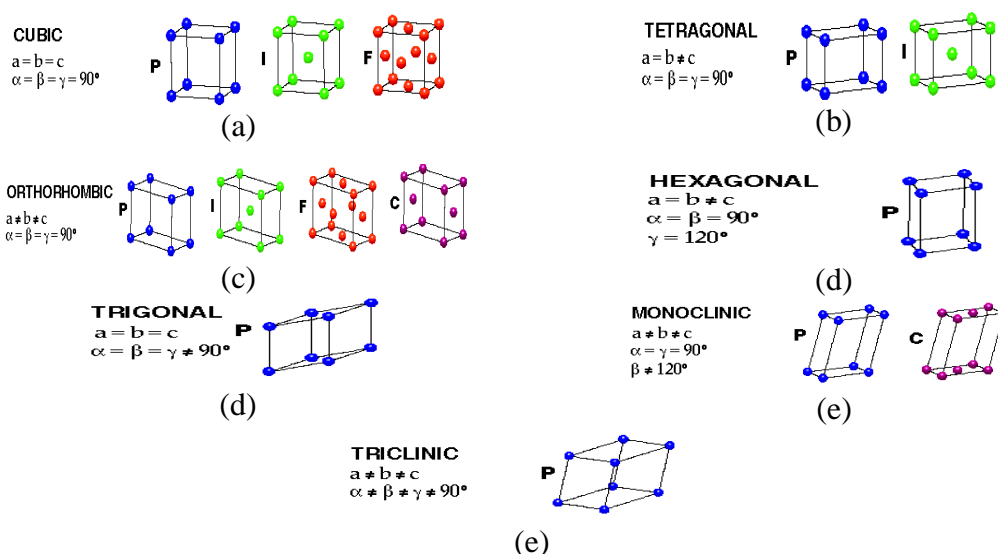 CUBIC
a = b = c
α = β = γ = 90°
P
I
F
(a)
TETRAGONAL
a = b ≠ c
α = β = γ = 90°
P
I
(b)
ORTHORHOMBIC
a ≠ b ≠ c
α = β = γ = 90°
P
I
F
C
(c)
HEXAGONAL
a = b ≠ c
α = β = 90°
γ = 120°
P
(d)
TRIGONAL
a = b = c
α = β = γ ≠ 90°
P
(d)
MONOCLINIC
a ≠ b ≠ c
α = γ = 90°
β ≠ 120°
P
C
(e)
TRICLINIC
a ≠ b ≠ c
α ≠ β ≠ γ ≠ 90°
P
(e)